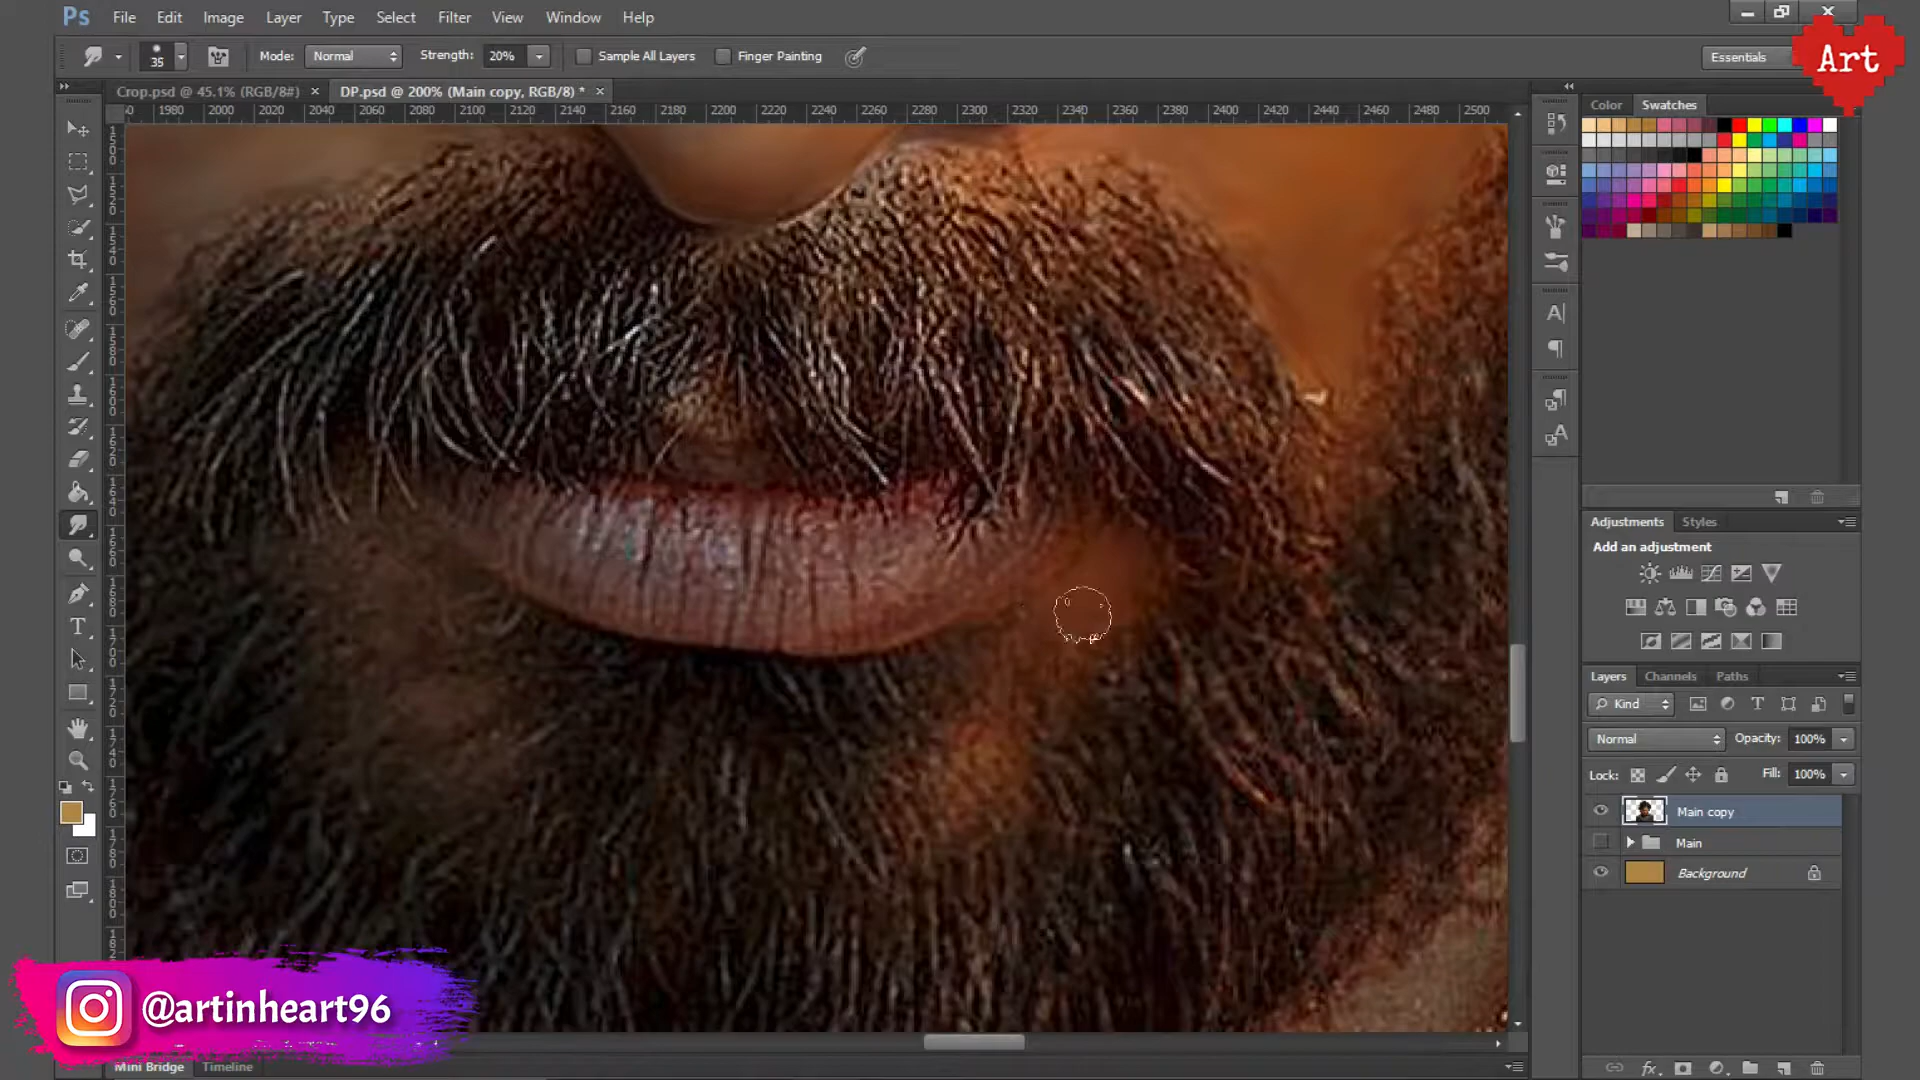 Ps File Edit Image Layer Type Select Filter View Window Help
35 Mode: Normal Strength: 20% Sample All Layers Finger Painting Essentials
Art
Crop.psd @ 45.1% (RGB/8#) × DP.psd @ 200% (Main copy, RGB/8) * ×
1980 2000 2020 2040 2060 2080 2100 2120 2140 2160 2180 2200 2220 2240 2260 2280 2300 2320 2340 2360 2380 2400 2420 2440 2460 2480 2500
Color Swatches
Adjustments Styles
Add an adjustment
Layers Channels Paths
Kind
Normal Opacity: 100%
Lock: Fill: 100%
Main copy
Main
Background
@artinheart96
Mini Bridge Timeline